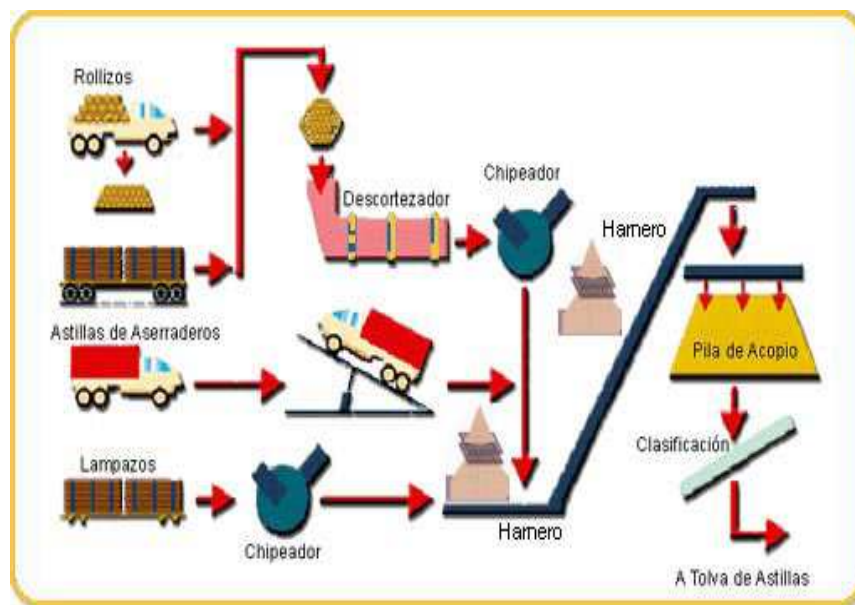 Rollizos
Descortezador
Chipeador
Harnero
Astillas de Aserraderos
Pila de Acopio
Clasificación
Lampazos
Chipeador
Harnero
A Tolva de Astillas